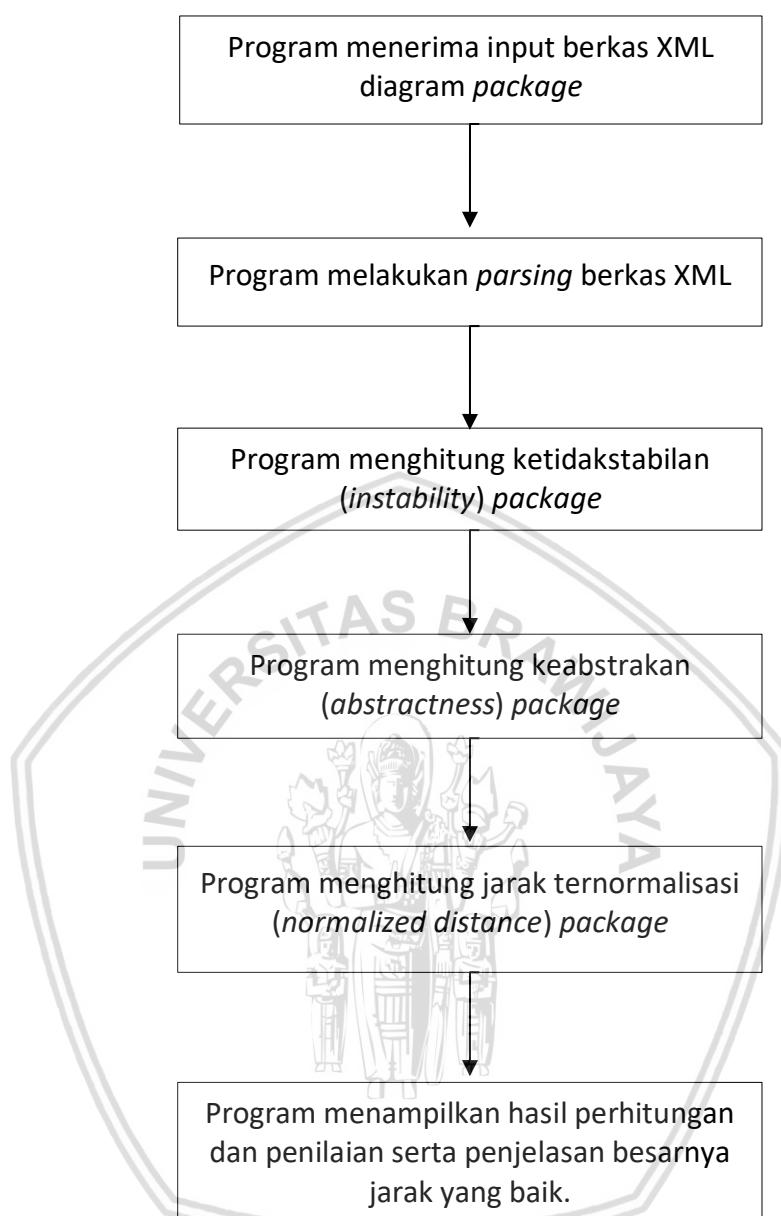 Program menerima input berkas XML
diagram package
Program melakukan parsing berkas XML
Program menghitung ketidakstabilan
(instability) package
UNIVERSITAS BRAWIJAYA
Program menghitung keabstrakan
(abstractness) package
Program menghitung jarak ternormalisasi
(normalized distance) package
Program menampilkan hasil perhitungan
dan penilaian serta penjelasan besarnya
jarak yang baik.